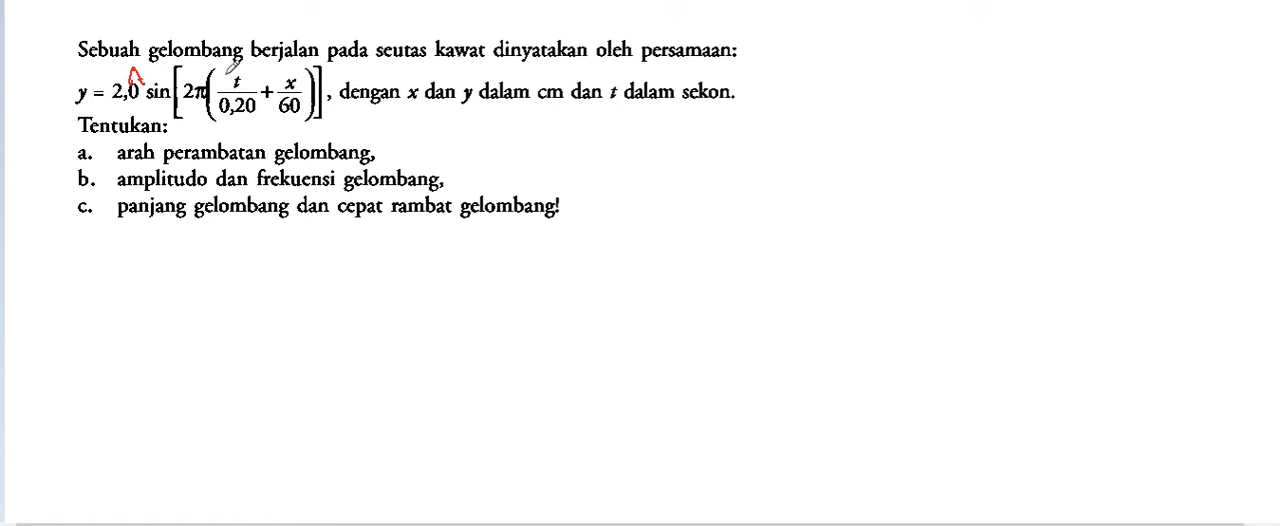 Sebuah gelombang berjalan pada seutas kawat dinyatakan oleh persamaan:
y = 2,0 sin[2π(t/0,20 + x/60)], dengan x dan y dalam cm dan t dalam sekon.
Tentukan:
a. arah perambatan gelombang,
b. amplitudo dan frekuensi gelombang,
c. panjang gelombang dan cepat rambat gelombang!